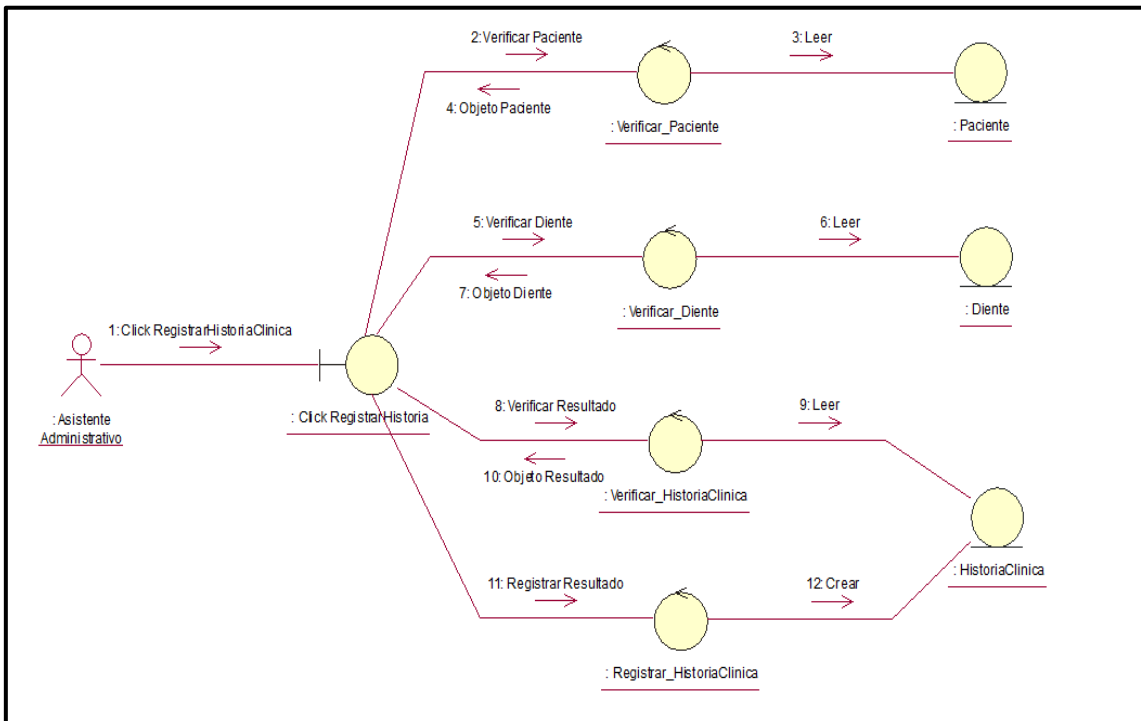 2: Verificar Paciente
3: Leer
4: Objeto Paciente
: Verificar_Paciente
: Paciente
5: Verificar Diente
6: Leer
7: Objeto Diente
: Verificar_Diente
: Diente
1: Click RegistrarHistoriaClinica
: Asistente
Administrativo
: Click RegistrarHistoria
8: Verificar Resultado
9: Leer
10: Objeto Resultado
: Verificar_HistoriaClinica
: HistoriaClinica
11: Registrar Resultado
12: Crear
: Registrar_HistoriaClinica